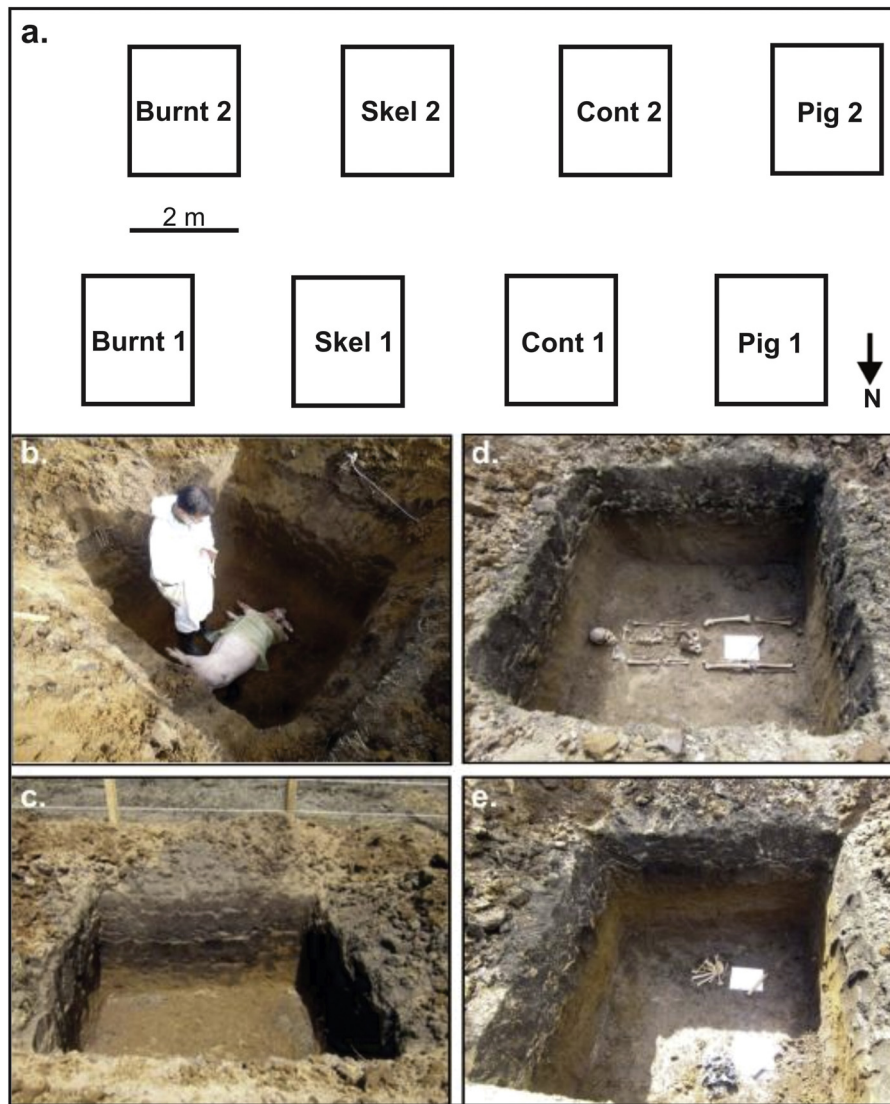 a.
Burnt 2 Skel 2 Cont 2 Pig 2
2 m
Burnt 1 Skel 1 Cont 1 Pig 1
N
b.
d.
c.
e.